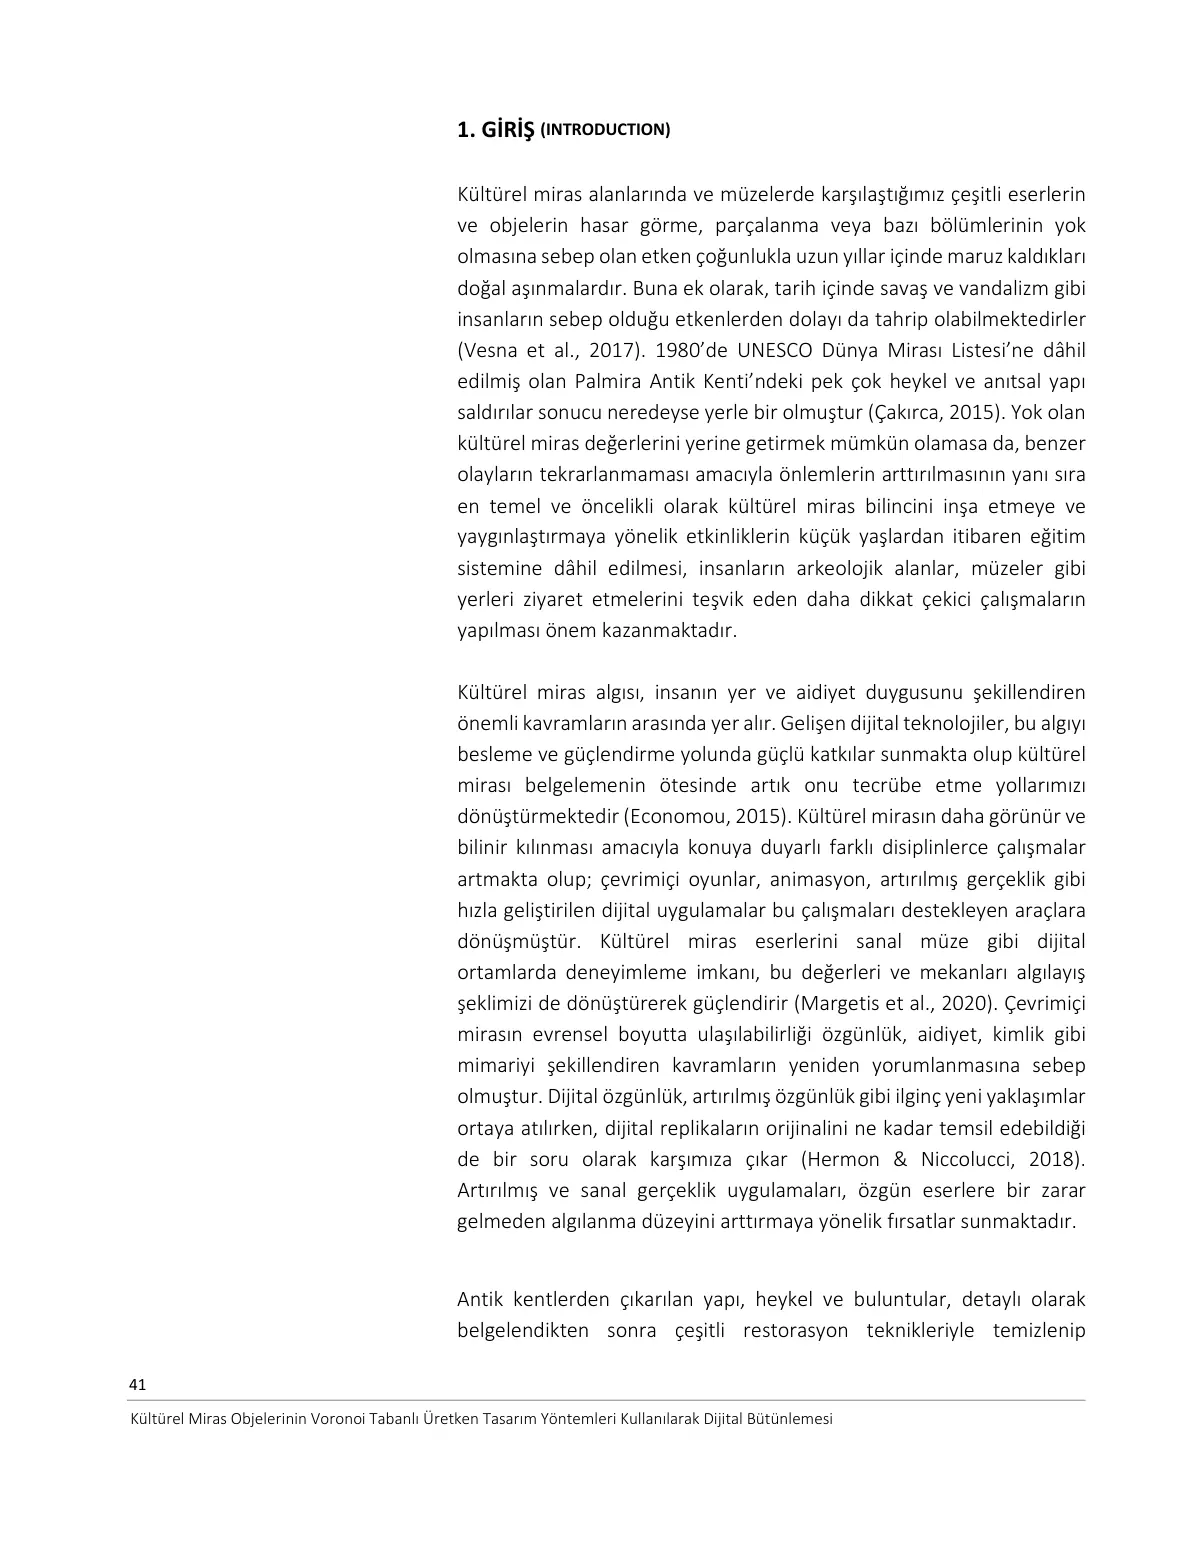 1. GİRİŞ (INTRODUCTION)
Kültürel miras alanlarında ve müzelerde karşılaştığımız çeşitli eserlerin
ve objelerin hasar görme, parçalanma veya bazı bölümlerinin yok
olmasına sebep olan etken çoğunlukla uzun yıllar içinde maruz kaldıkları
doğal aşınmalardır. Buna ek olarak, tarih içinde savaş ve vandalizm gibi
insanların sebep olduğu etkenlerden dolayı da tahrip olabilmektedirler
(Vesna et al., 2017). 1980’de UNESCO Dünya Mirası Listesi’ne dâhil
edilmiş olan Palmira Antik Kenti’ndeki pek çok heykel ve anıtsal yapı
saldırılar sonucu neredeyse yerle bir olmuştur (Çakırca, 2015). Yok olan
kültürel miras değerlerini yerine getirmek mümkün olamasa da, benzer
olayların tekrarlanmaması amacıyla önlemlerin arttırılmasının yanı sıra
en temel ve öncelikli olarak kültürel miras bilincini inşa etmeye ve
yaygınlaştırmaya yönelik etkinliklerin küçük yaşlardan itibaren eğitim
sistemine dâhil edilmesi, insanların arkeolojik alanlar, müzeler gibi
yerleri ziyaret etmelerini teşvik eden daha dikkat çekici çalışmaların
yapılması önem kazanmaktadır.
Kültürel miras algısı, insanın yer ve aidiyet duygusunu şekillendiren
önemli kavramların arasında yer alır. Gelişen dijital teknolojiler, bu algıyı
besleme ve güçlendirme yolunda güçlü katkılar sunmakta olup kültürel
mirası belgelemenin ötesinde artık onu tecrübe etme yollarımızı
dönüştürmektedir (Economou, 2015). Kültürel mirasın daha görünür ve
bilinir kılınması amacıyla konuya duyarlı farklı disiplinlerce çalışmalar
artmakta olup; çevrimiçi oyunlar, animasyon, artırılmış gerçeklik gibi
hızla geliştirilen dijital uygulamalar bu çalışmaları destekleyen araçlara
dönüşmüştür. Kültürel miras eserlerini sanal müze gibi dijital
ortamlarda deneyimleme imkanı, bu değerleri ve mekanları algılayış
şeklimizi de dönüştürerek güçlendirir (Margetis et al., 2020). Çevrimiçi
mirasın evrensel boyutta ulaşılabilirliği özgünlük, aidiyet, kimlik gibi
mimariyi şekillendiren kavramların yeniden yorumlanmasına sebep
olmuştur. Dijital özgünlük, artırılmış özgünlük gibi ilginç yeni yaklaşımlar
ortaya atılırken, dijital replikaların orijinalini ne kadar temsil edebildiği
de bir soru olarak karşımıza çıkar (Hermon & Niccolucci, 2018).
Artırılmış ve sanal gerçeklik uygulamaları, özgün eserlere bir zarar
gelmeden algılanma düzeyini arttırmaya yönelik fırsatlar sunmaktadır.
Antik kentlerden çıkarılan yapı, heykel ve buluntular, detaylı olarak
belgelendikten sonra çeşitli restorasyon teknikleriyle temizlenip
41
Kültürel Miras Objelerinin Voronoi Tabanlı Üretken Tasarım Yöntemleri Kullanılarak Dijital Bütünlemesi